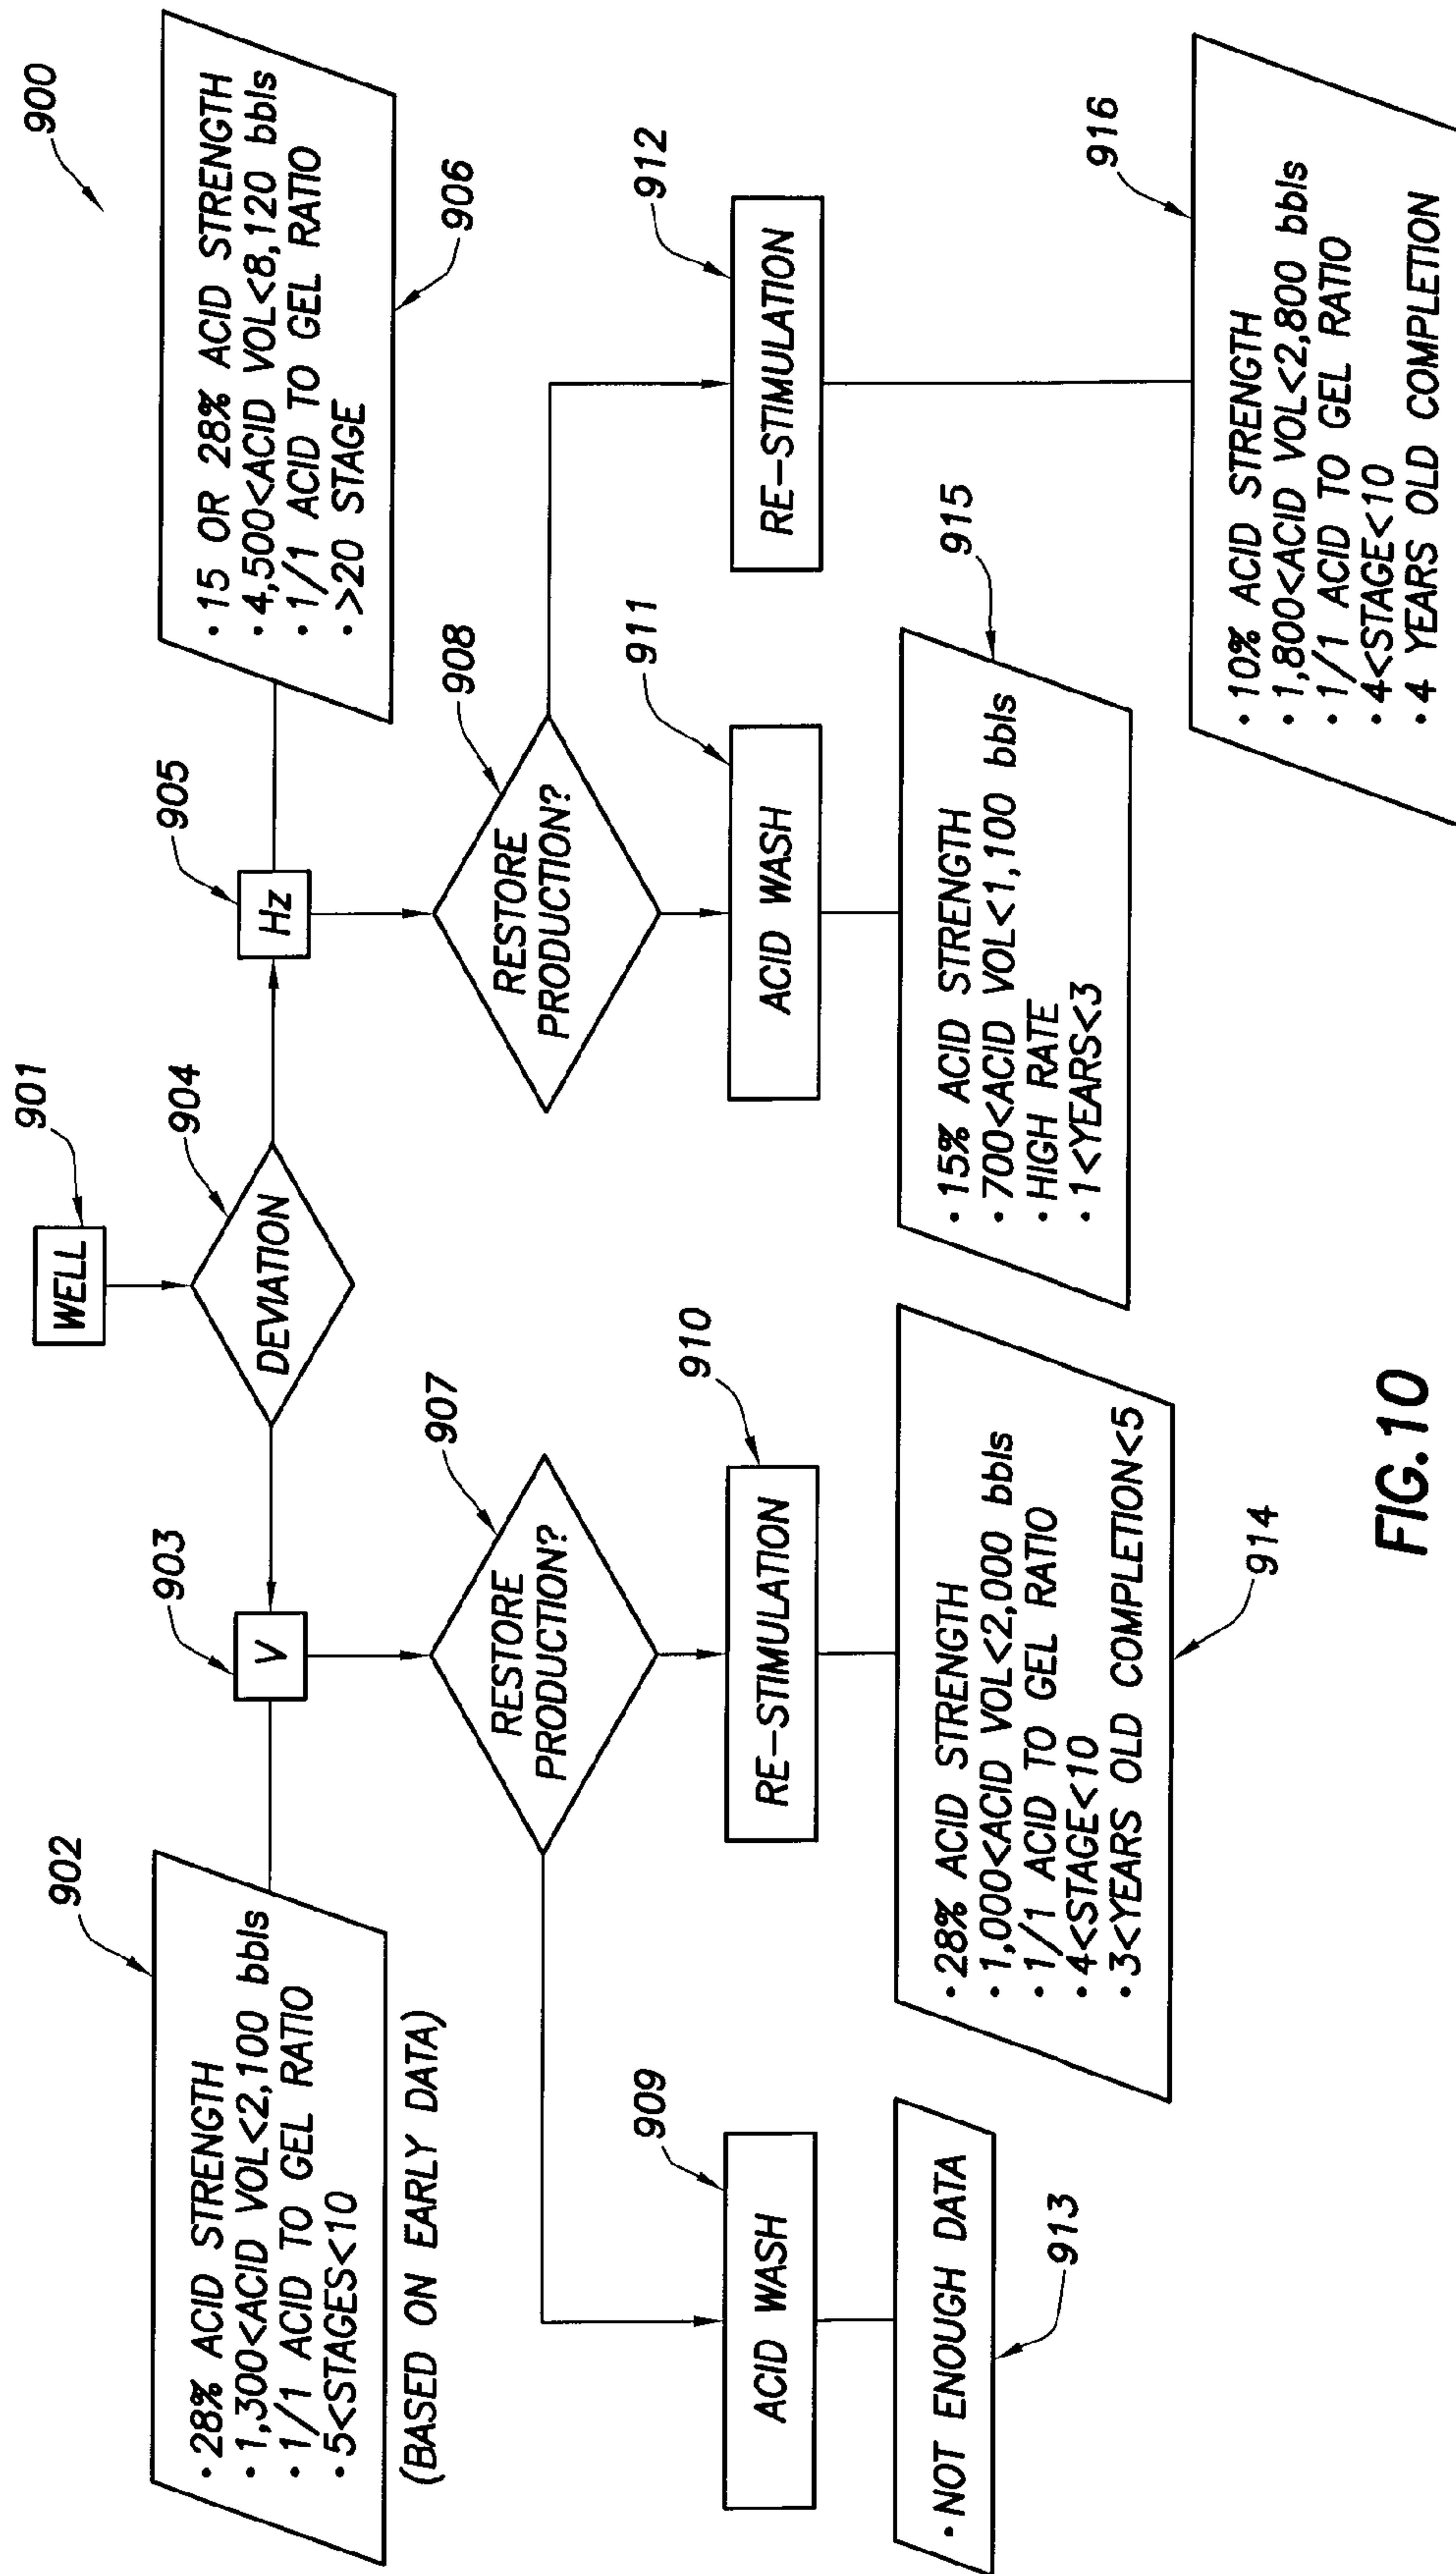 900
901
WELL
904
DEVIATION
902
• 28% ACID STRENGTH
• 1,300<ACID VOL<2,100 bbls
• 1/1 ACID TO GEL RATIO
• 5<STAGES<10
(BASED ON EARLY DATA)
903
V
905
Hz
• 15 OR 28% ACID STRENGTH
• 4,500<ACID VOL<8,120 bbls
• 1/1 ACID TO GEL RATIO
• >20 STAGE
906
907
RESTORE
PRODUCTION?
908
RESTORE
PRODUCTION?
909
ACID WASH
910
RE-STIMULATION
911
ACID WASH
912
RE-STIMULATION
• NOT ENOUGH DATA
913
• 28% ACID STRENGTH
• 1,000<ACID VOL<2,000 bbls
• 1/1 ACID TO GEL RATIO
• 4<STAGE<10
• 3<YEARS OLD COMPLETION<5
914
• 15% ACID STRENGTH
• 700<ACID VOL<1,100 bbls
• HIGH RATE
• 1<YEARS<3
915
916
• 10% ACID STRENGTH
• 1,800<ACID VOL<2,800 bbls
• 1/1 ACID TO GEL RATIO
• 4<STAGE<10
• 4 YEARS OLD COMPLETION
FIG.10